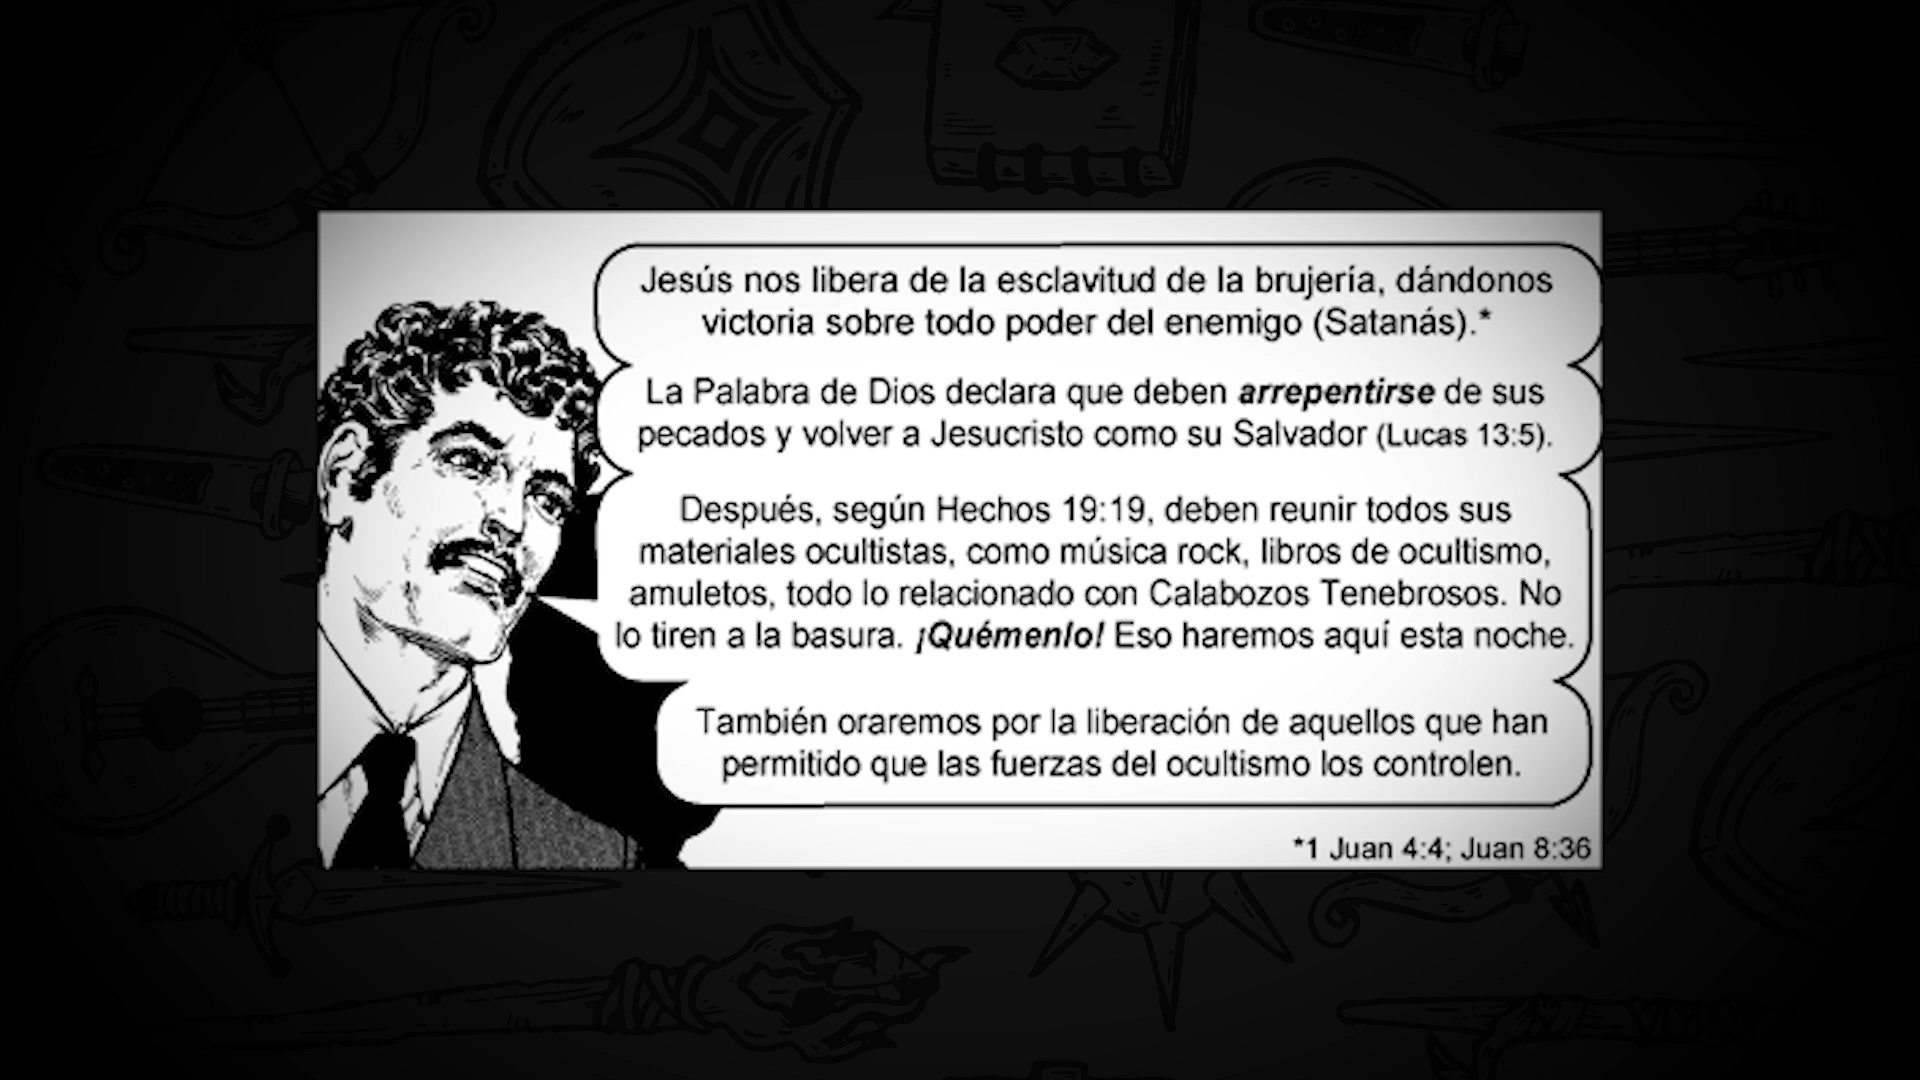 Jesús nos libera de la esclavitud de la brujería, dándonos
victoria sobre todo poder del enemigo (Satanás).*
La Palabra de Dios declara que deben arrepentirse de sus
pecados y volver a Jesucristo como su Salvador (Lucas 13:5).
Después, según Hechos 19:19, deben reunir todos sus
materiales ocultistas, como música rock, libros de ocultismo,
amuletos, todo lo relacionado con Calabozos Tenebrosos. No
lo tiren a la basura. ¡Quémenlo! Eso haremos aquí esta noche.
También oraremos por la liberación de aquellos que han
permitido que las fuerzas del ocultismo los controlen.
*1 Juan 4:4; Juan 8:36